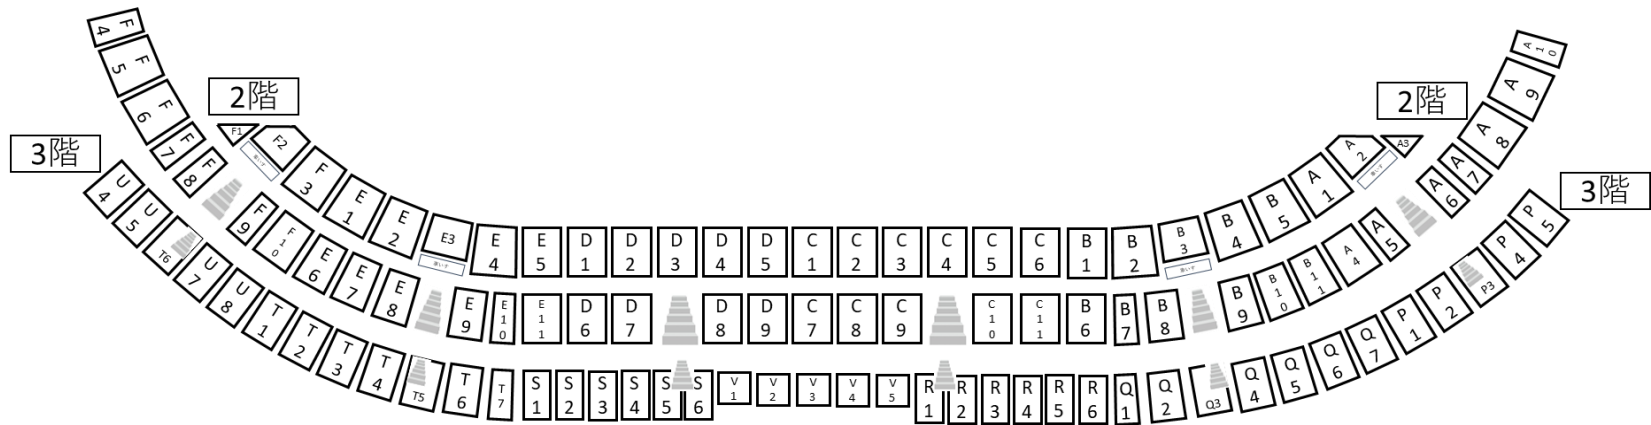 2階
2階
3階
3階
F4
F5
F6
F7
F8
F1
F2
F3
E1
E2
E3
E4
E5
D1
D2
D3
D4
D5
C1
C2
C3
C4
C5
C6
B1
B2
B3
B4
B5
A1
A2
A3
A10
A9
A8
A7
A6
F9
F10
E6
E7
E8
E9
E10
E11
D6
D7
D8
D9
C7
C8
C9
C10
C11
B6
B7
B8
B9
B10
B11
A4
A5
U4
U5
T6
U7
U8
T1
T2
T3
T4
T5
T6
T7
S1
S2
S3
S4
S5
S6
V1
V2
V3
V4
V5
R1
R2
R3
R4
R5
R6
Q1
Q2
Q3
Q4
Q5
Q6
Q7
P1
P2
P3
P4
P5